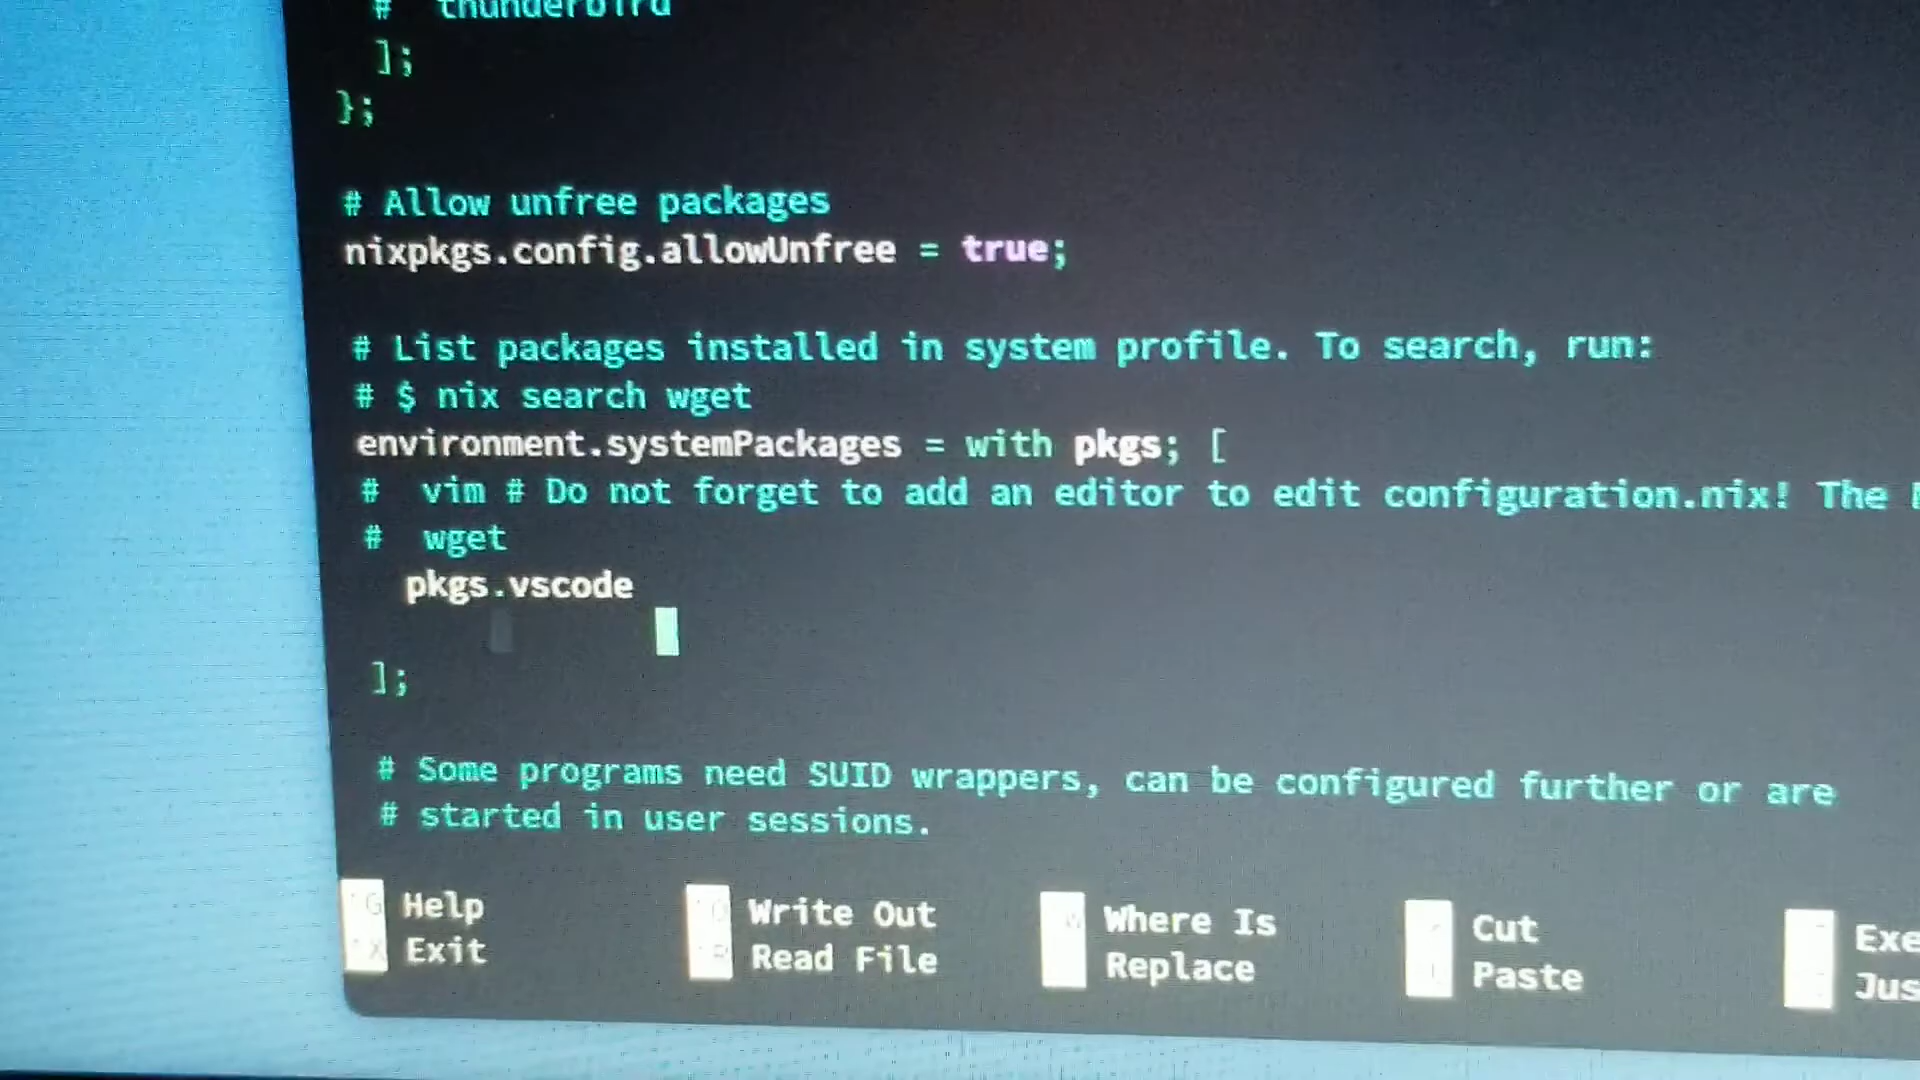 # thunderbird
];
};
# Allow unfree packages
nixpkgs.config.allowUnfree = true;
# List packages installed in system profile. To search, run:
# $ nix search wget
environment.systemPackages = with pkgs; [
# vim # Do not forget to add an editor to edit configuration.nix! The
# wget
pkgs.vscode
];
# Some programs need SUID wrappers, can be configured further or are
# started in user sessions.
^G Help ^O Write Out Where Is Cut Exe
^X Exit ^R Read File Replace Paste Jus